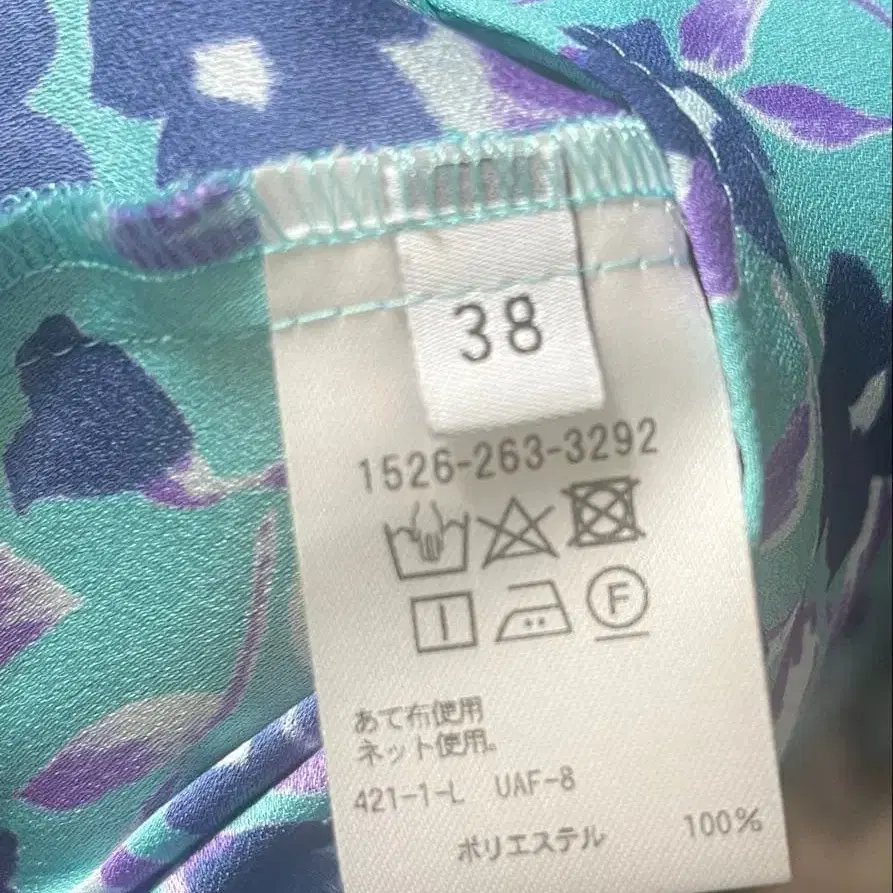 38
1526-263-3292
F
あて布使用
ネット使用。
421-1-L UAF-8
ポリエステル 100%